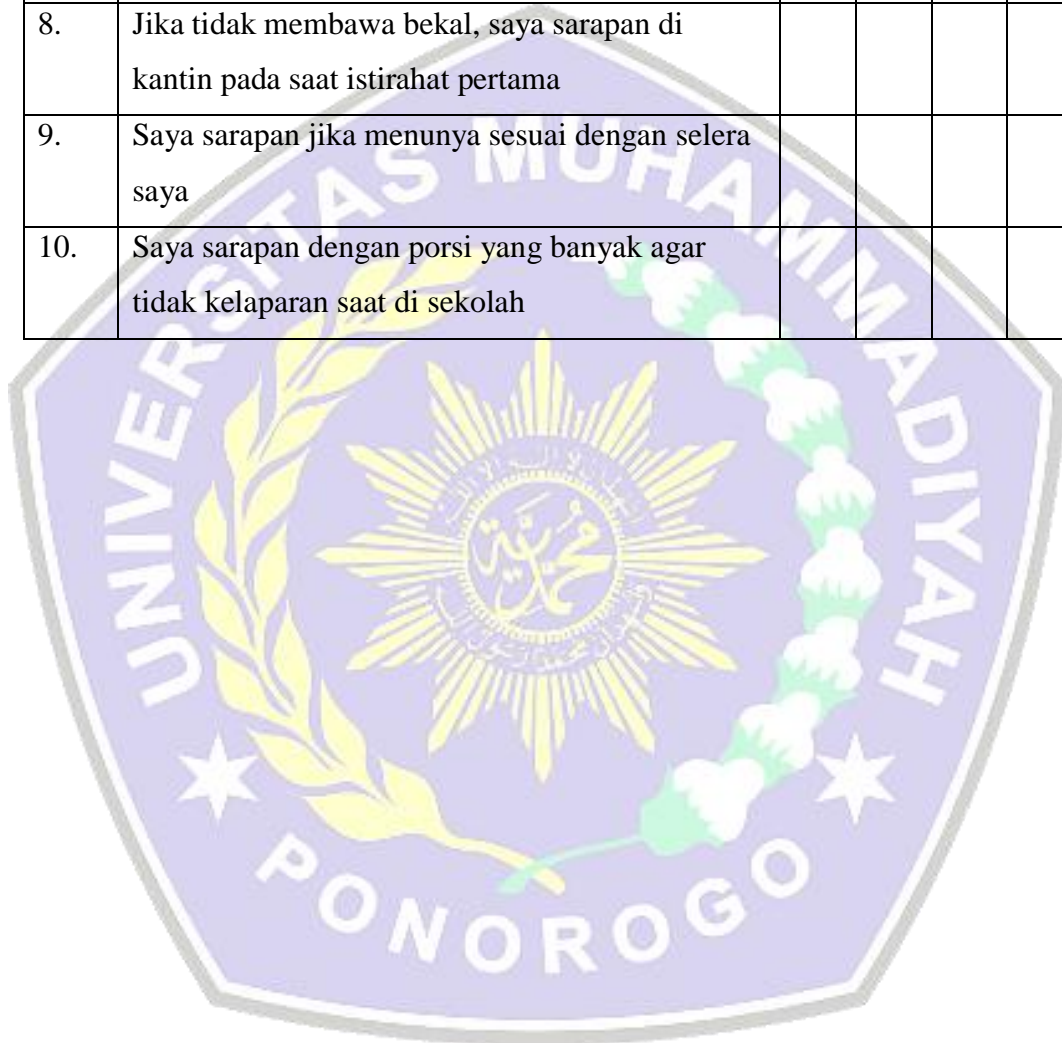 8. Jika tidak membawa bekal, saya sarapan di
kantin pada saat istirahat pertama
9. Saya sarapan jika menunya sesuai dengan selera
saya
10. Saya sarapan dengan porsi yang banyak agar
tidak kelaparan saat di sekolah
UNIVERSITAS MUHAMMADIYAH
محمدية
PONOROGO